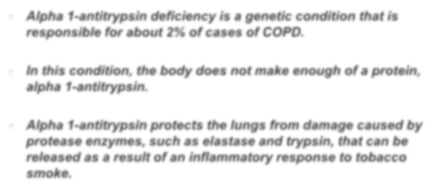 Alpha 1-antitrypsin deficiency is a genetic condition that is
responsible for about 2% of cases of COPD.
In this condition, the body does not make enough of a protein,
alpha 1-antitrypsin.
Alpha 1-antitrypsin protects the lungs from damage caused by
protease enzymes, such as elastase and trypsin, that can be
released as a result of an inflammatory response to tobacco
smoke.